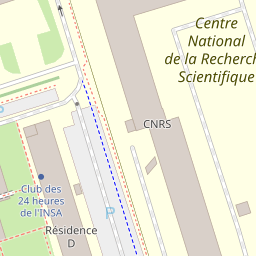 Centre
National
de la Recherch
Scientifique
CNRS
Club des
24 heures
de l'INSA
P
Résidence
D